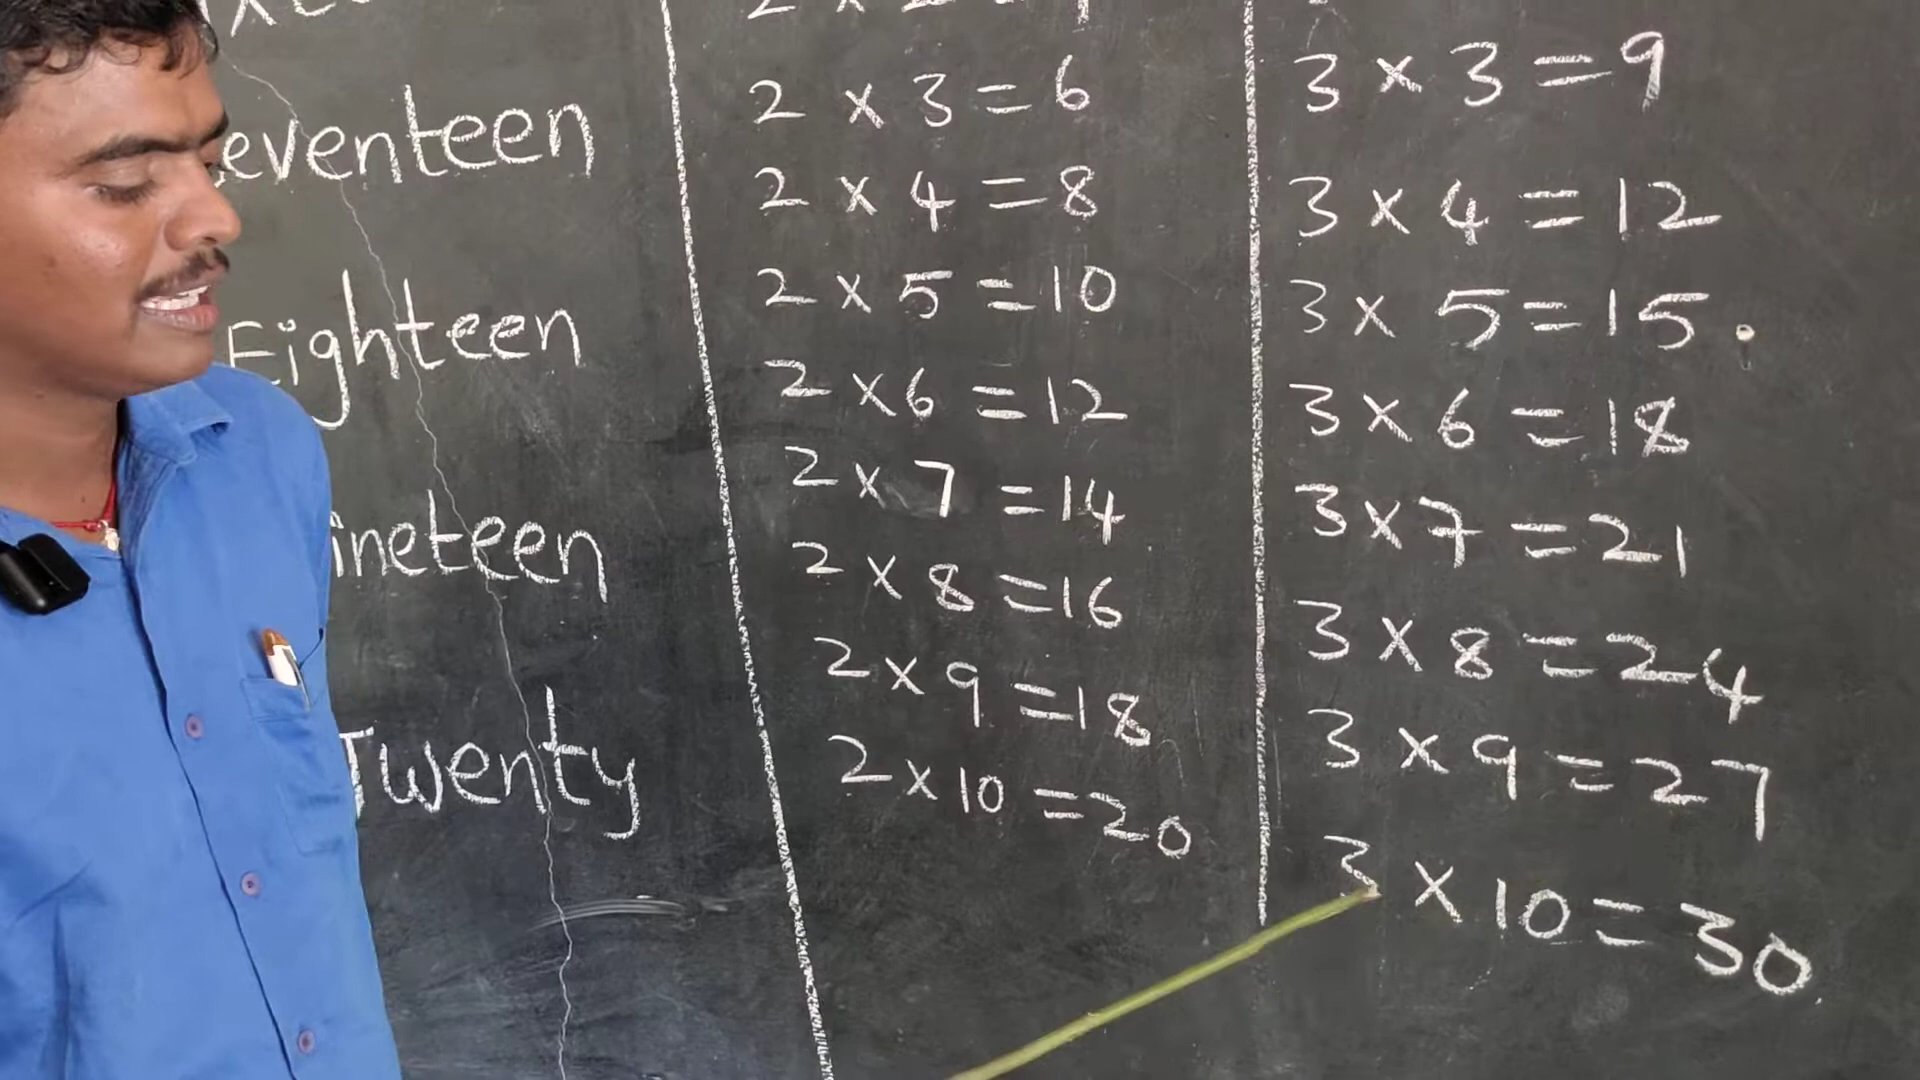 eventeen
Eighteen
ineteen
Twenty
2 × 3 = 6
2 × 4 = 8
2 × 5 = 10
2 × 6 = 12
2 × 7 = 14
2 × 8 = 16
2 × 9 = 18
2 × 10 = 20
3 × 3 = 9
3 × 4 = 12
3 × 5 = 15
3 × 6 = 18
3 × 7 = 21
3 × 8 = 24
3 × 9 = 27
3 × 10 = 30